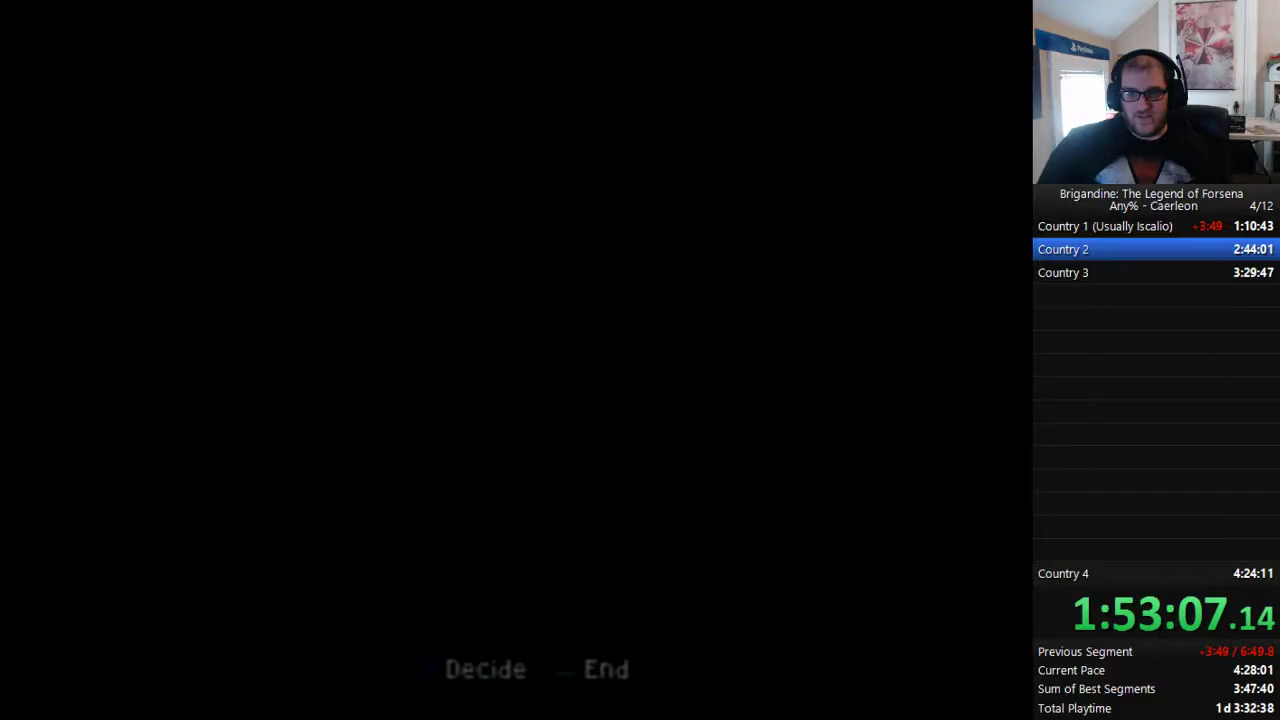 Brigandine: The Legend of Forsena
Any% - Caerleon 4/12
Country 1 (Usually Iscalio) +3:49 1:10:43
Country 2 2:44:01
Country 3 3:29:47
Country 4 4:24:11
1:53:07.14
Previous Segment +3:49 / 6:49.8
Current Pace 4:28:01
Sum of Best Segments 3:47:40
Total Playtime 1d 3:32:38
Decide End